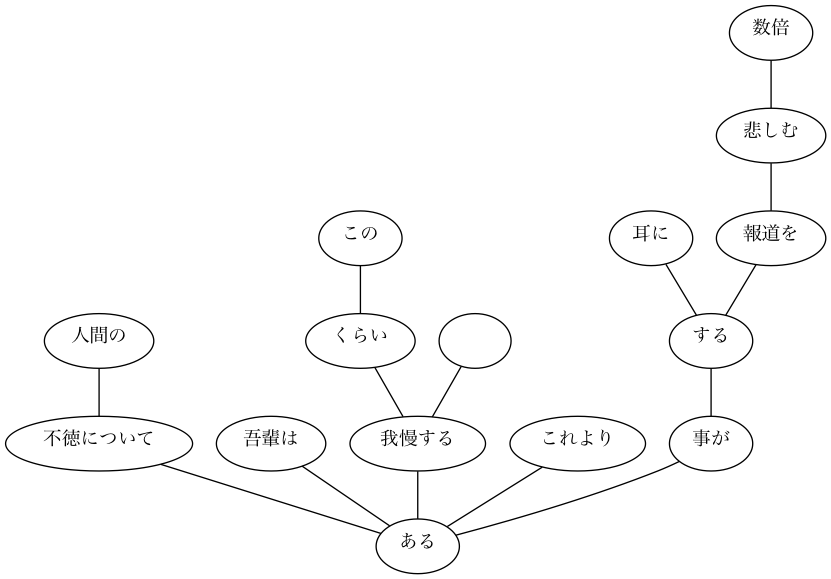 数倍
悲しむ
この
耳に
報道を
人間の
くらい
する
不徳について
吾輩は
我慢する
これより
事が
ある